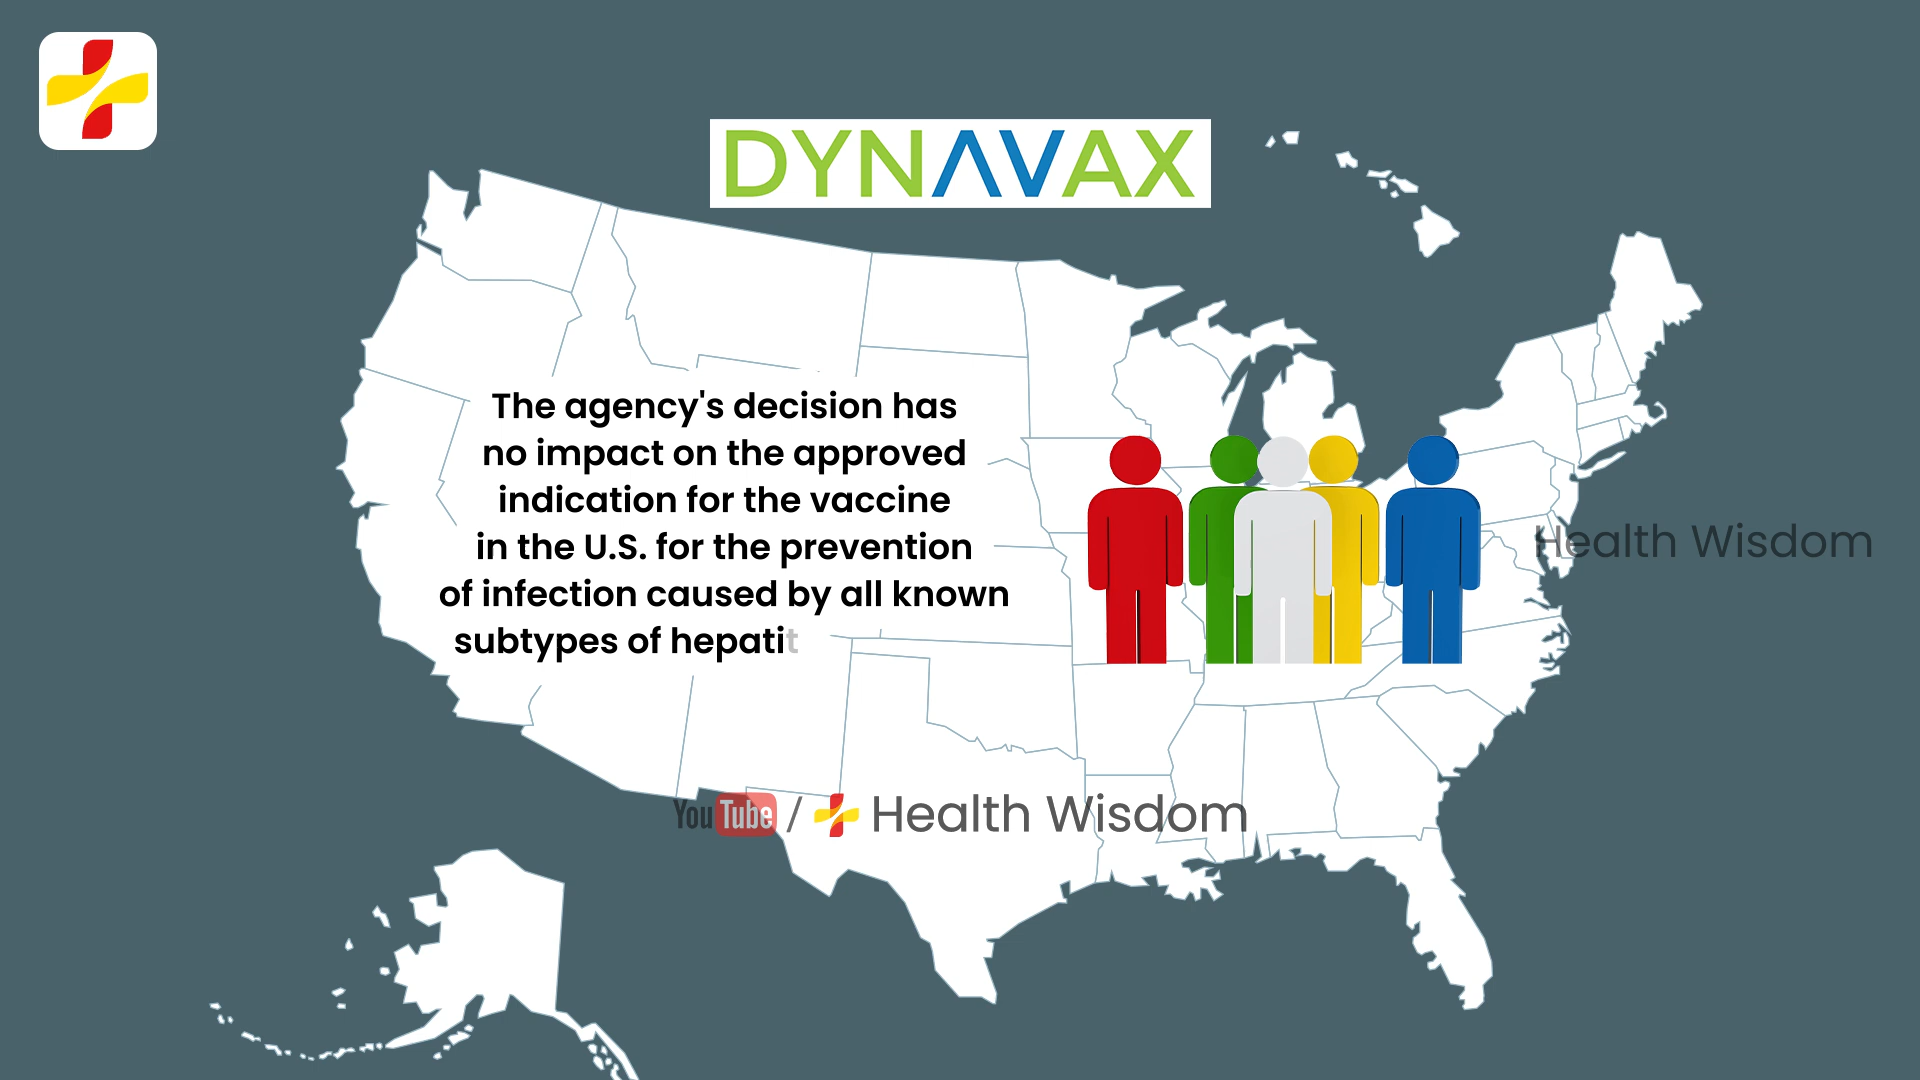 DYNAVAX
The agency's decision has
no impact on the approved
indication for the vaccine
in the U.S. for the prevention
of infection caused by all known
subtypes of hepatit
Health Wisdom
YouTube / Health Wisdom